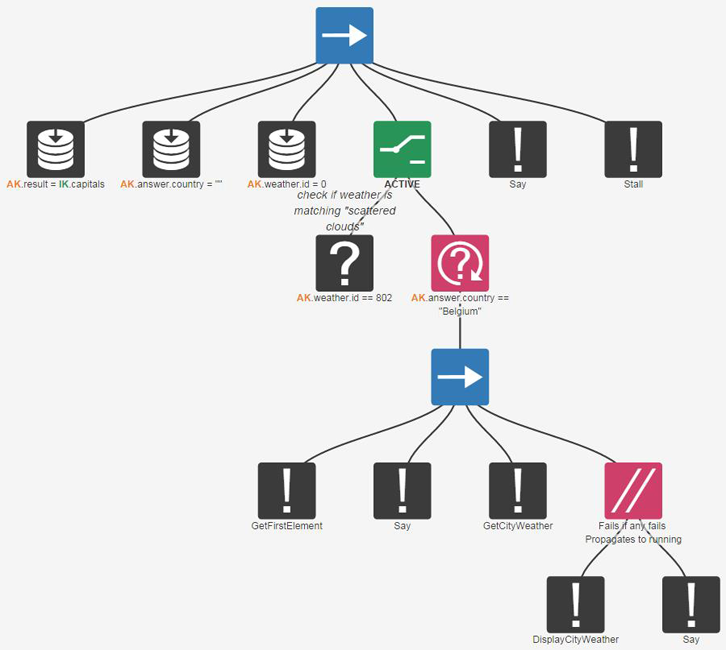 AK.result = IK.capitals
AK.answer.country = ""
AK.weather.id = 0
ACTIVE
Say
Stall
check if weather is
matching "scattered
clouds"
AK.weather.id == 802
AK.answer.country ==
"Belgium"
GetFirstElement
Say
GetCityWeather
Fails if any fails
Propagates to running
DisplayCityWeather
Say